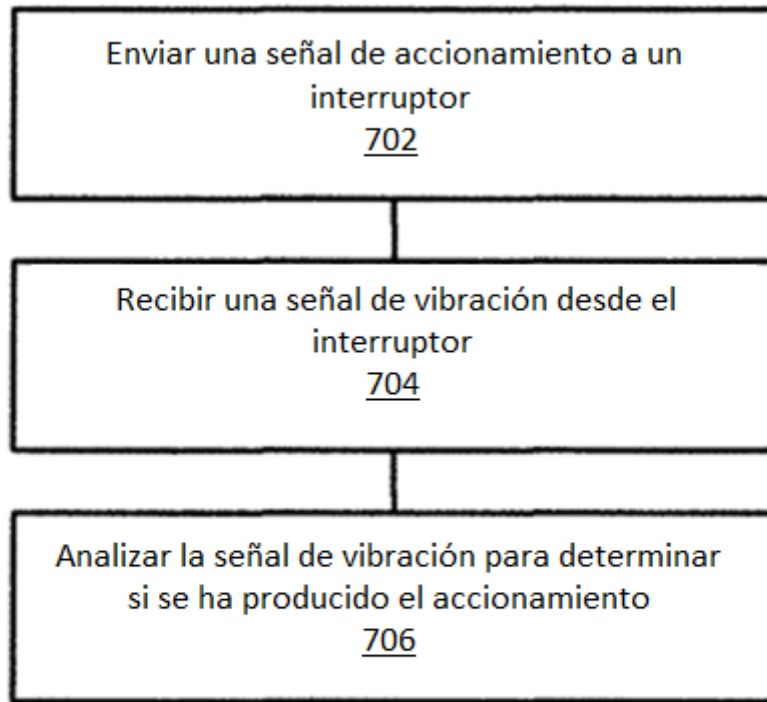 Enviar una señal de accionamiento a un
interruptor
702
Recibir una señal de vibración desde el
interruptor
704
Analizar la señal de vibración para determinar
si se ha producido el accionamiento
706